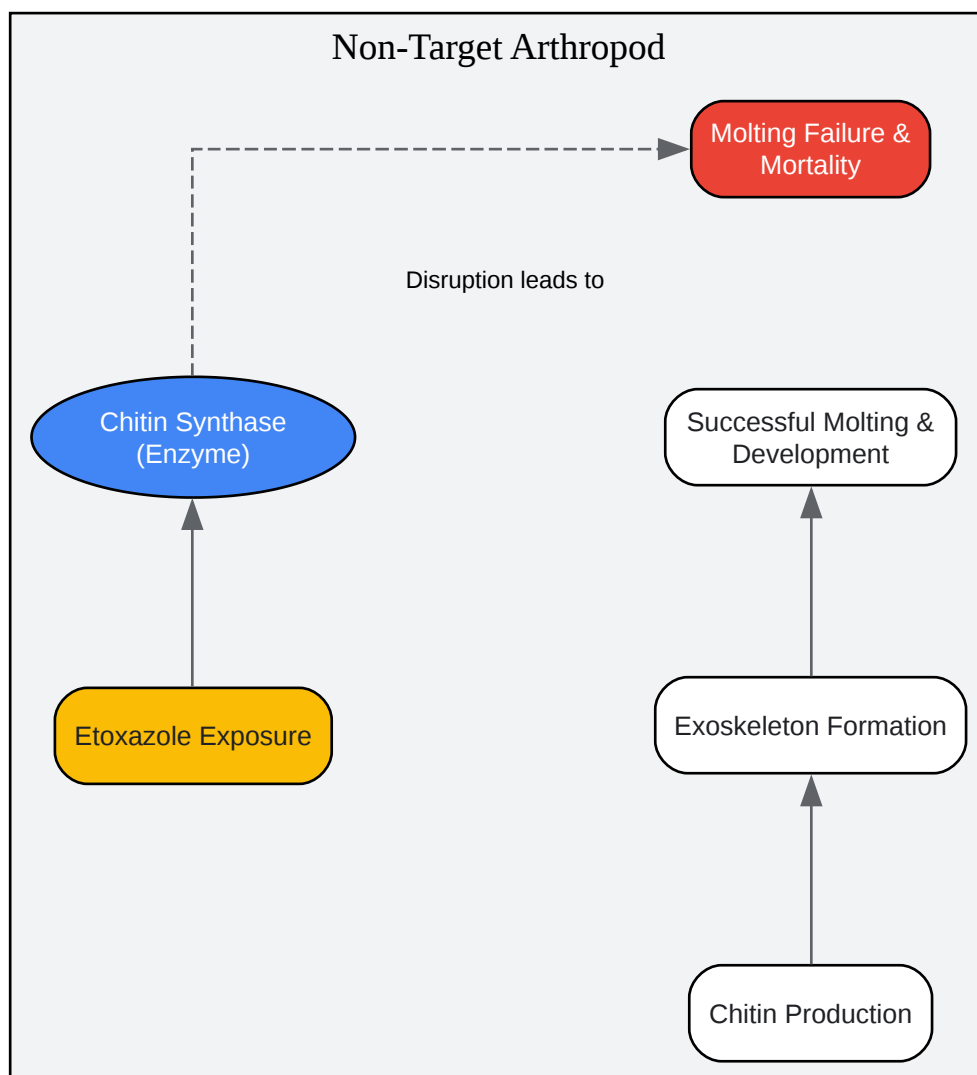 Non-Target Arthropod
Molting Failure &
Mortality
Disruption leads to
Chitin Synthase
(Enzyme)
Successful Molting &
Development
Etoxazole Exposure
Exoskeleton Formation
Chitin Production